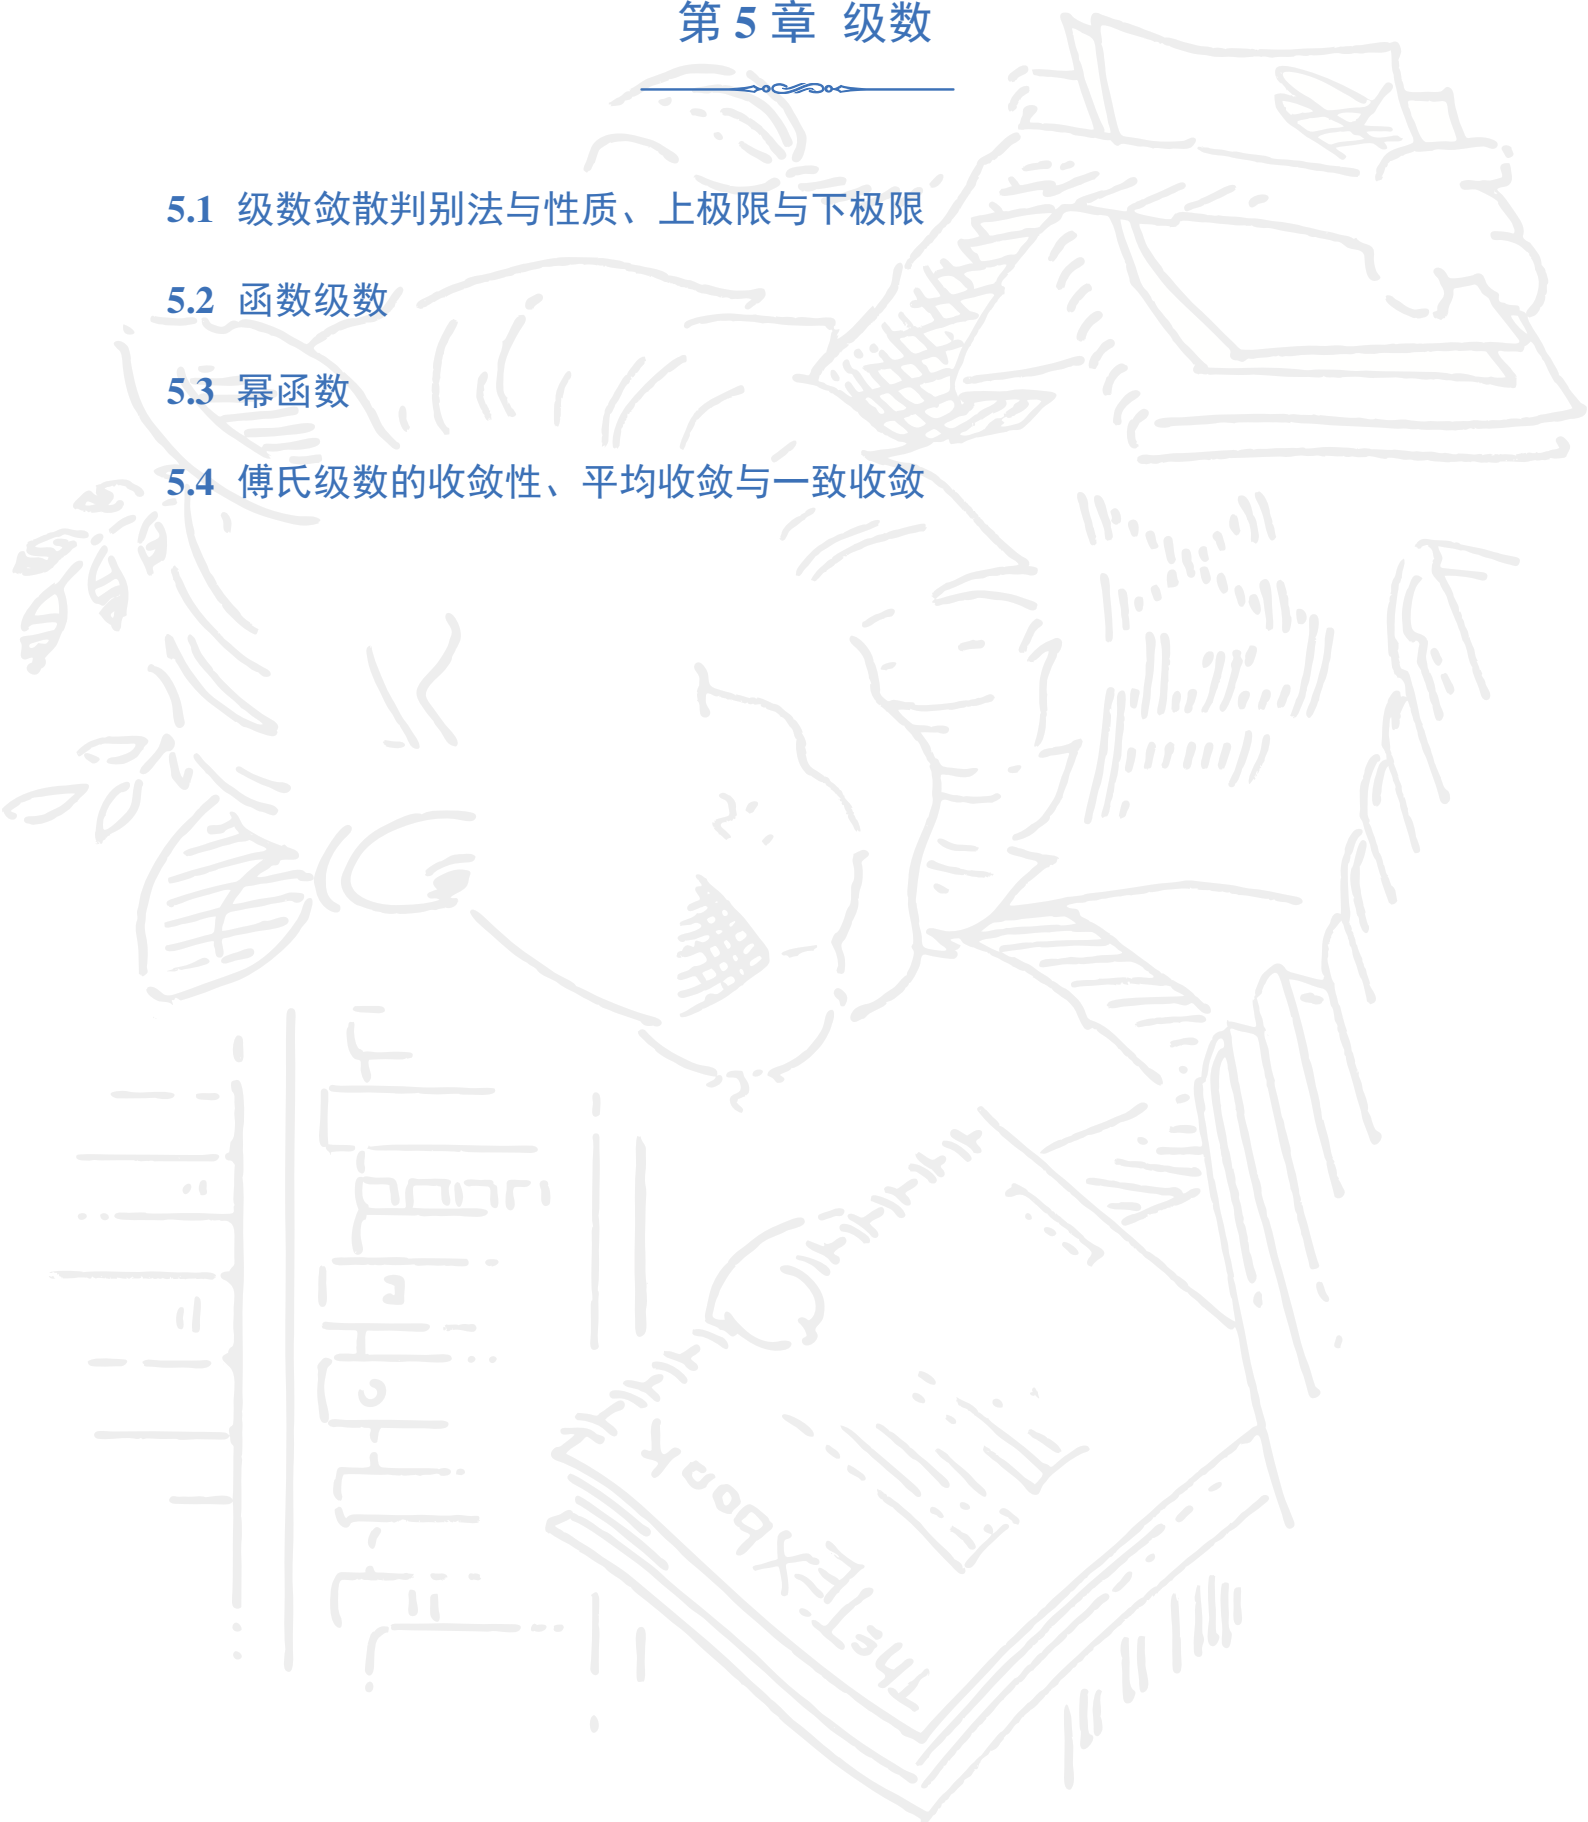 第 5 章 级数
5.1 级数敛散判别法与性质、上极限与下极限
5.2 函数级数
5.3 幂函数
5.4 傅氏级数的收敛性、平均收敛与一致收敛
The TEXbook